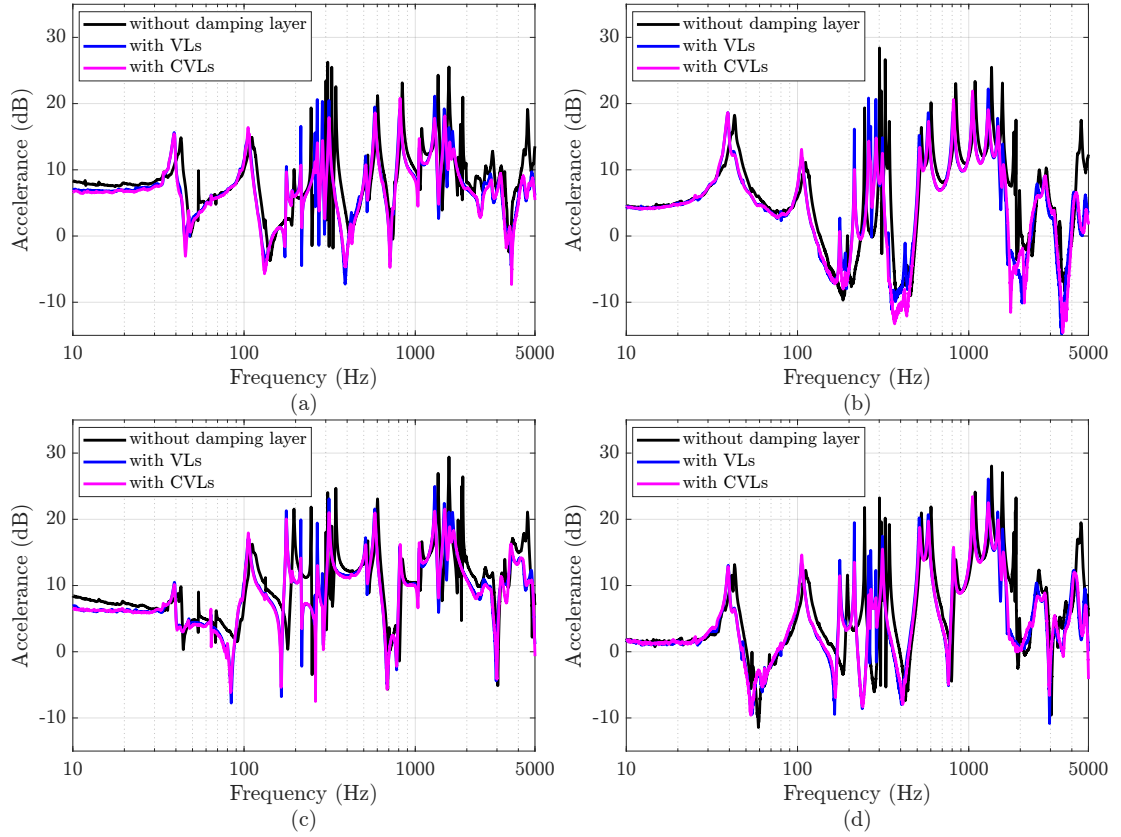 without damping layer
with VLs
with CVLs
30
20
10
0
-10
Accelerance (dB)
10
100
1000
5000
Frequency (Hz)
(a)
without damping layer
with VLs
with CVLs
30
20
10
0
-10
Accelerance (dB)
10
100
1000
5000
Frequency (Hz)
(b)
without damping layer
with VLs
with CVLs
30
20
10
0
-10
Accelerance (dB)
10
100
1000
5000
Frequency (Hz)
(c)
without damping layer
with VLs
with CVLs
30
20
10
0
-10
Accelerance (dB)
10
100
1000
5000
Frequency (Hz)
(d)